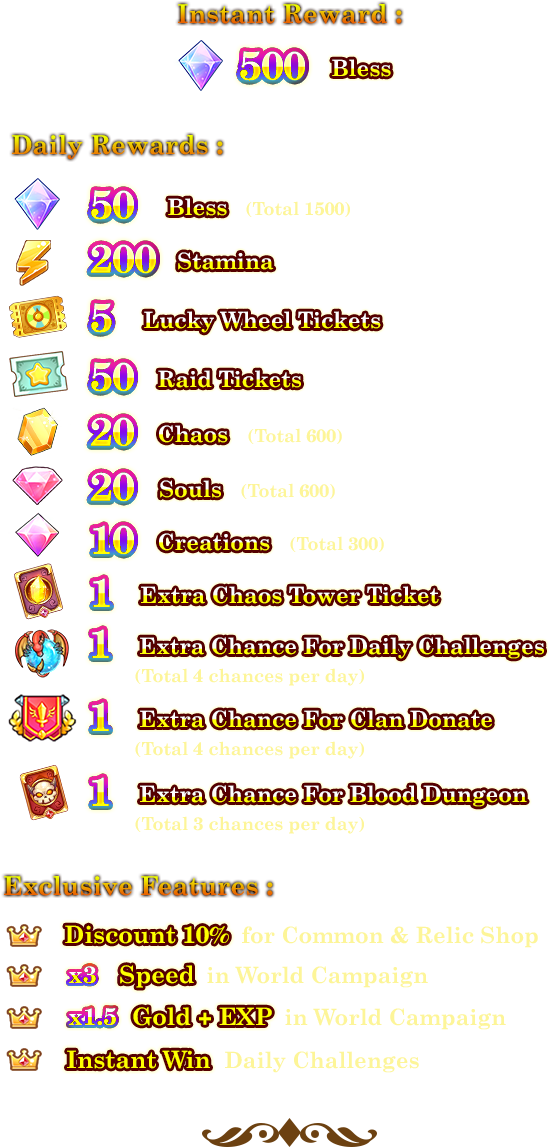 Instant Reward :
500 Bless
Daily Rewards :
50 Bless (Total 1500)
200 Stamina
5 Lucky Wheel Tickets
50 Raid Tickets
20 Chaos (Total 600)
20 Souls (Total 600)
10 Creations (Total 300)
1 Extra Chaos Tower Ticket
1 Extra Chance For Daily Challenges
(Total 4 chances per day)
1 Extra Chance For Clan Donate
(Total 4 chances per day)
1 Extra Chance For Blood Dungeon
(Total 3 chances per day)
Exclusive Features :
Discount 10% for Common & Relic Shop
x3 Speed in World Campaign
x1.5 Gold + EXP in World Campaign
Instant Win Daily Challenges